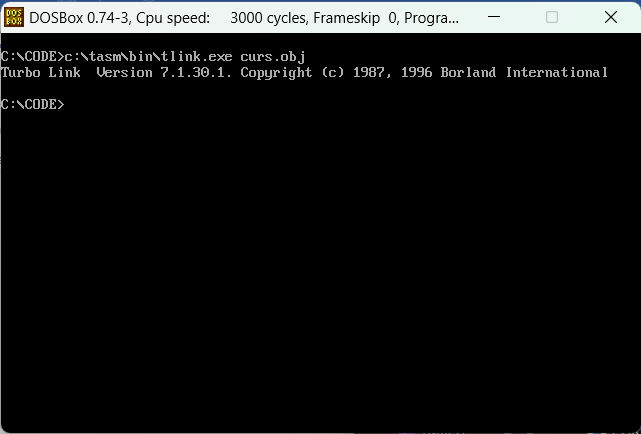 DOS BOX DOSBox 0.74-3, Cpu speed: 3000 cycles, Frameskip 0, Progra...
C:\CODE>c:\tasm\bin\tlink.exe curs.obj
Turbo Link Version 7.1.30.1. Copyright (c) 1987, 1996 Borland International
C:\CODE>